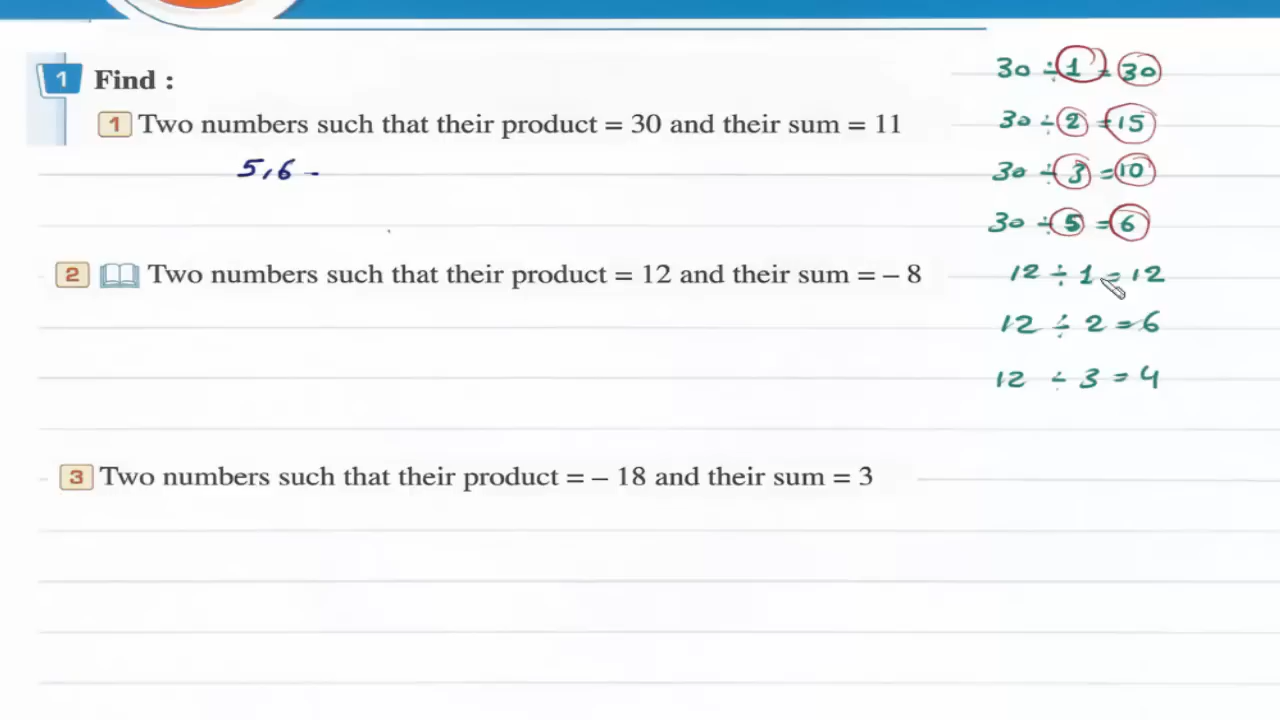 1 Find :
1 Two numbers such that their product = 30 and their sum = 11
5,6 -
2 Two numbers such that their product = 12 and their sum = – 8
3 Two numbers such that their product = – 18 and their sum = 3
30 ÷ 1 = 30
30 ÷ 2 = 15
30 ÷ 3 = 10
30 ÷ 5 = 6
12 ÷ 1 = 12
12 ÷ 2 = 6
12 ÷ 3 = 4